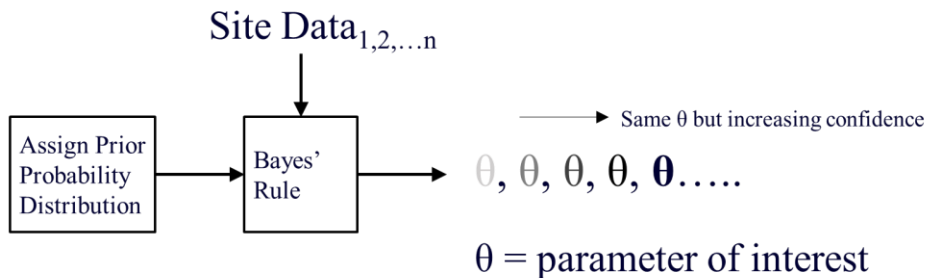 Site Data1,2,…n
Assign Prior
Probability
Distribution
Bayes’
Rule
Same θ but increasing confidence
θ, θ, θ, θ, θ…..
θ = parameter of interest